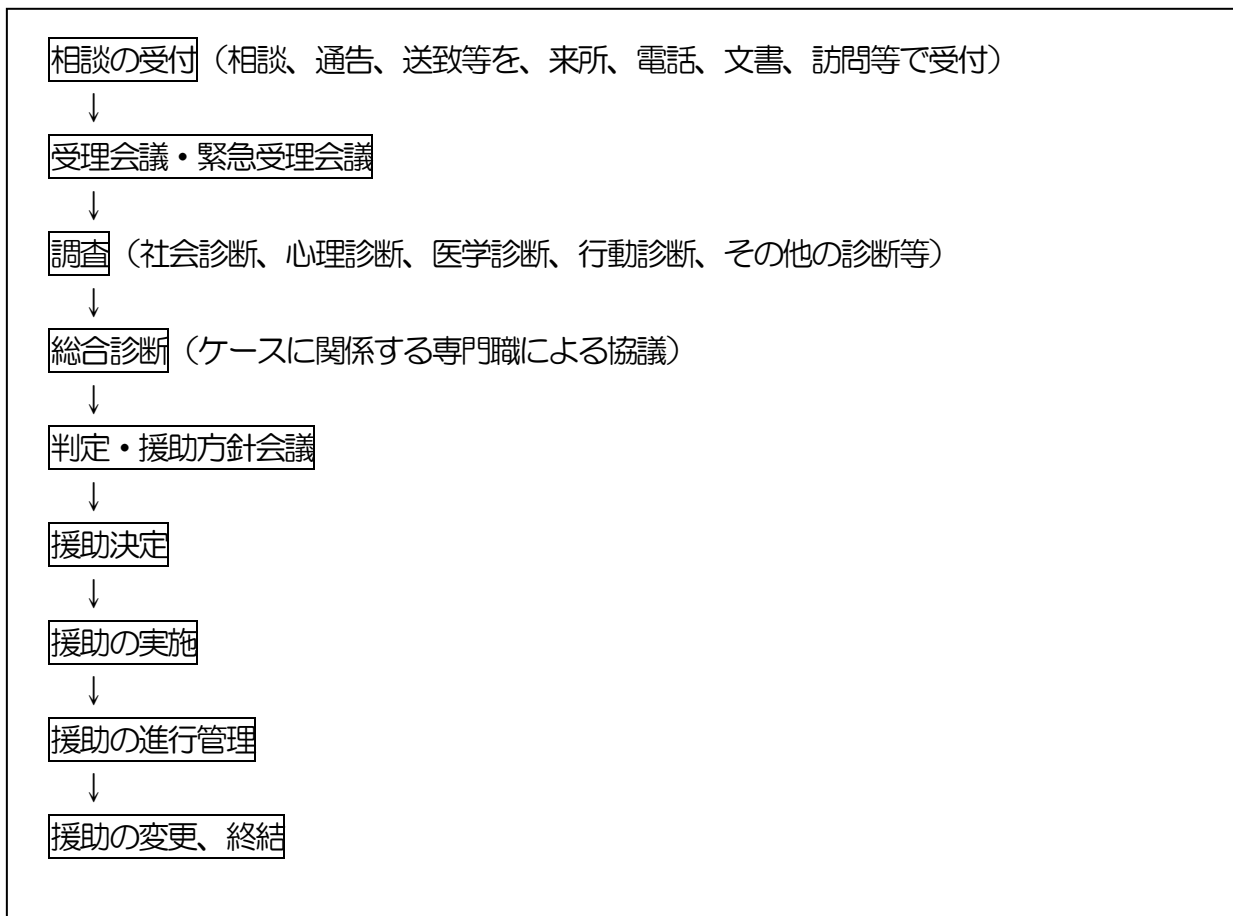 相談の受付（相談、通告、送致等を、来所、電話、文書、訪問等で受付）
↓
受理会議・緊急受理会議
↓
調査（社会診断、心理診断、医学診断、行動診断、その他の診断等）
↓
総合診断（ケースに関係する専門職による協議）
↓
判定・援助方針会議
↓
援助決定
↓
援助の実施
↓
援助の進行管理
↓
援助の変更、終結